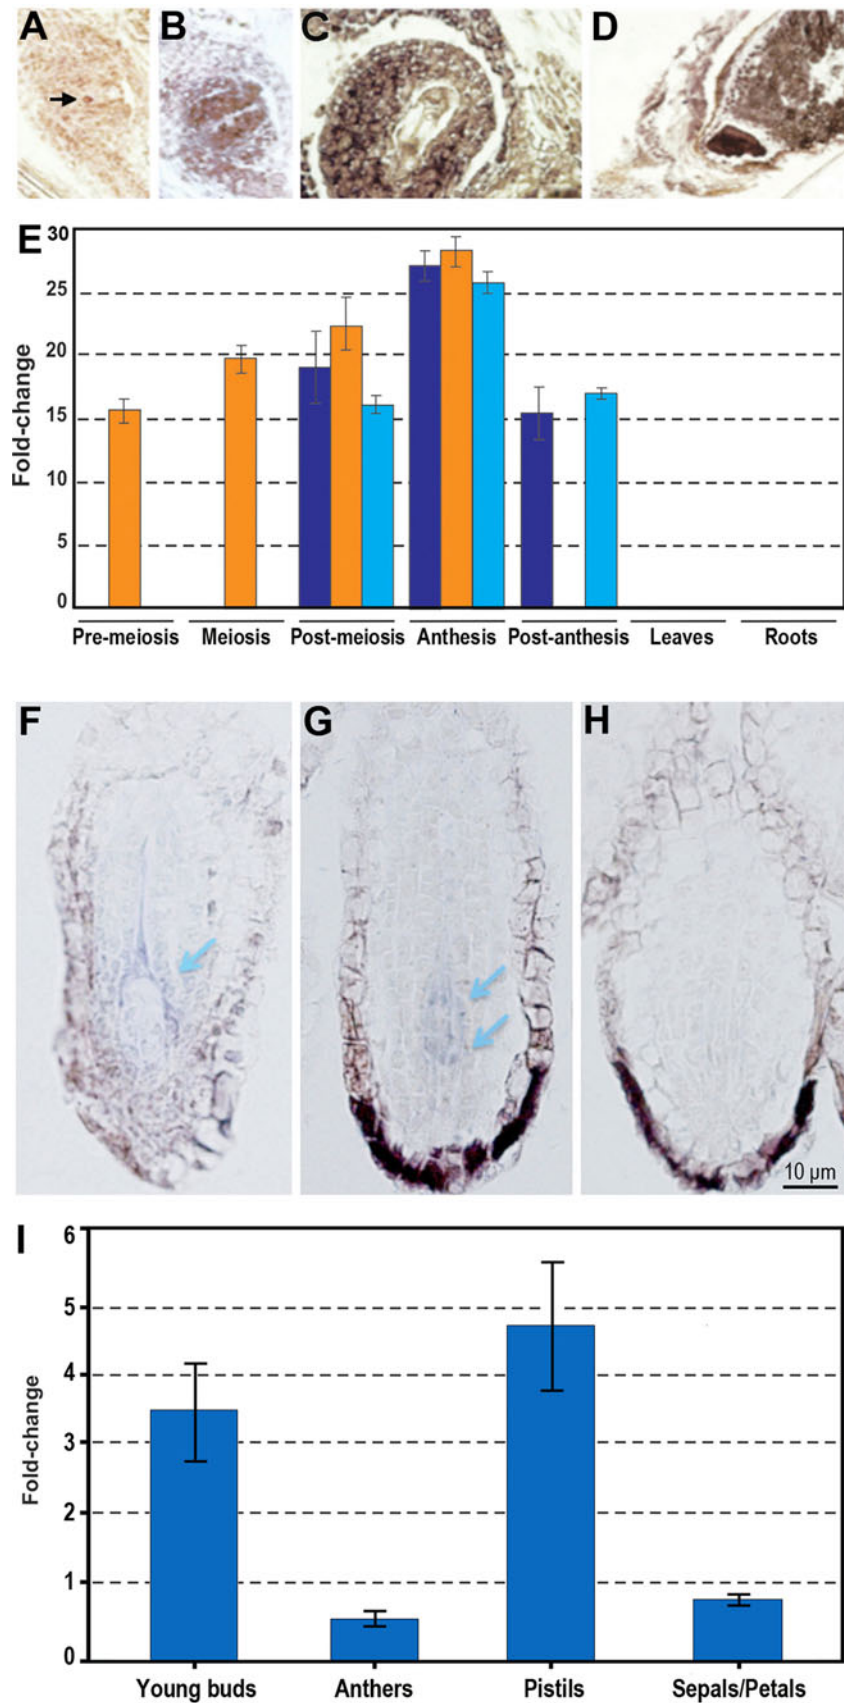 A B C D
E
30
25
20
15
10
5
0
Fold-change
Pre-meiosis Meiosis Post-meiosis Anthesis Post-anthesis Leaves Roots
F G H
10 µm
I
6
5
4
3
2
1
0
Fold-change
Young buds Anthers Pistils Sepals/Petals